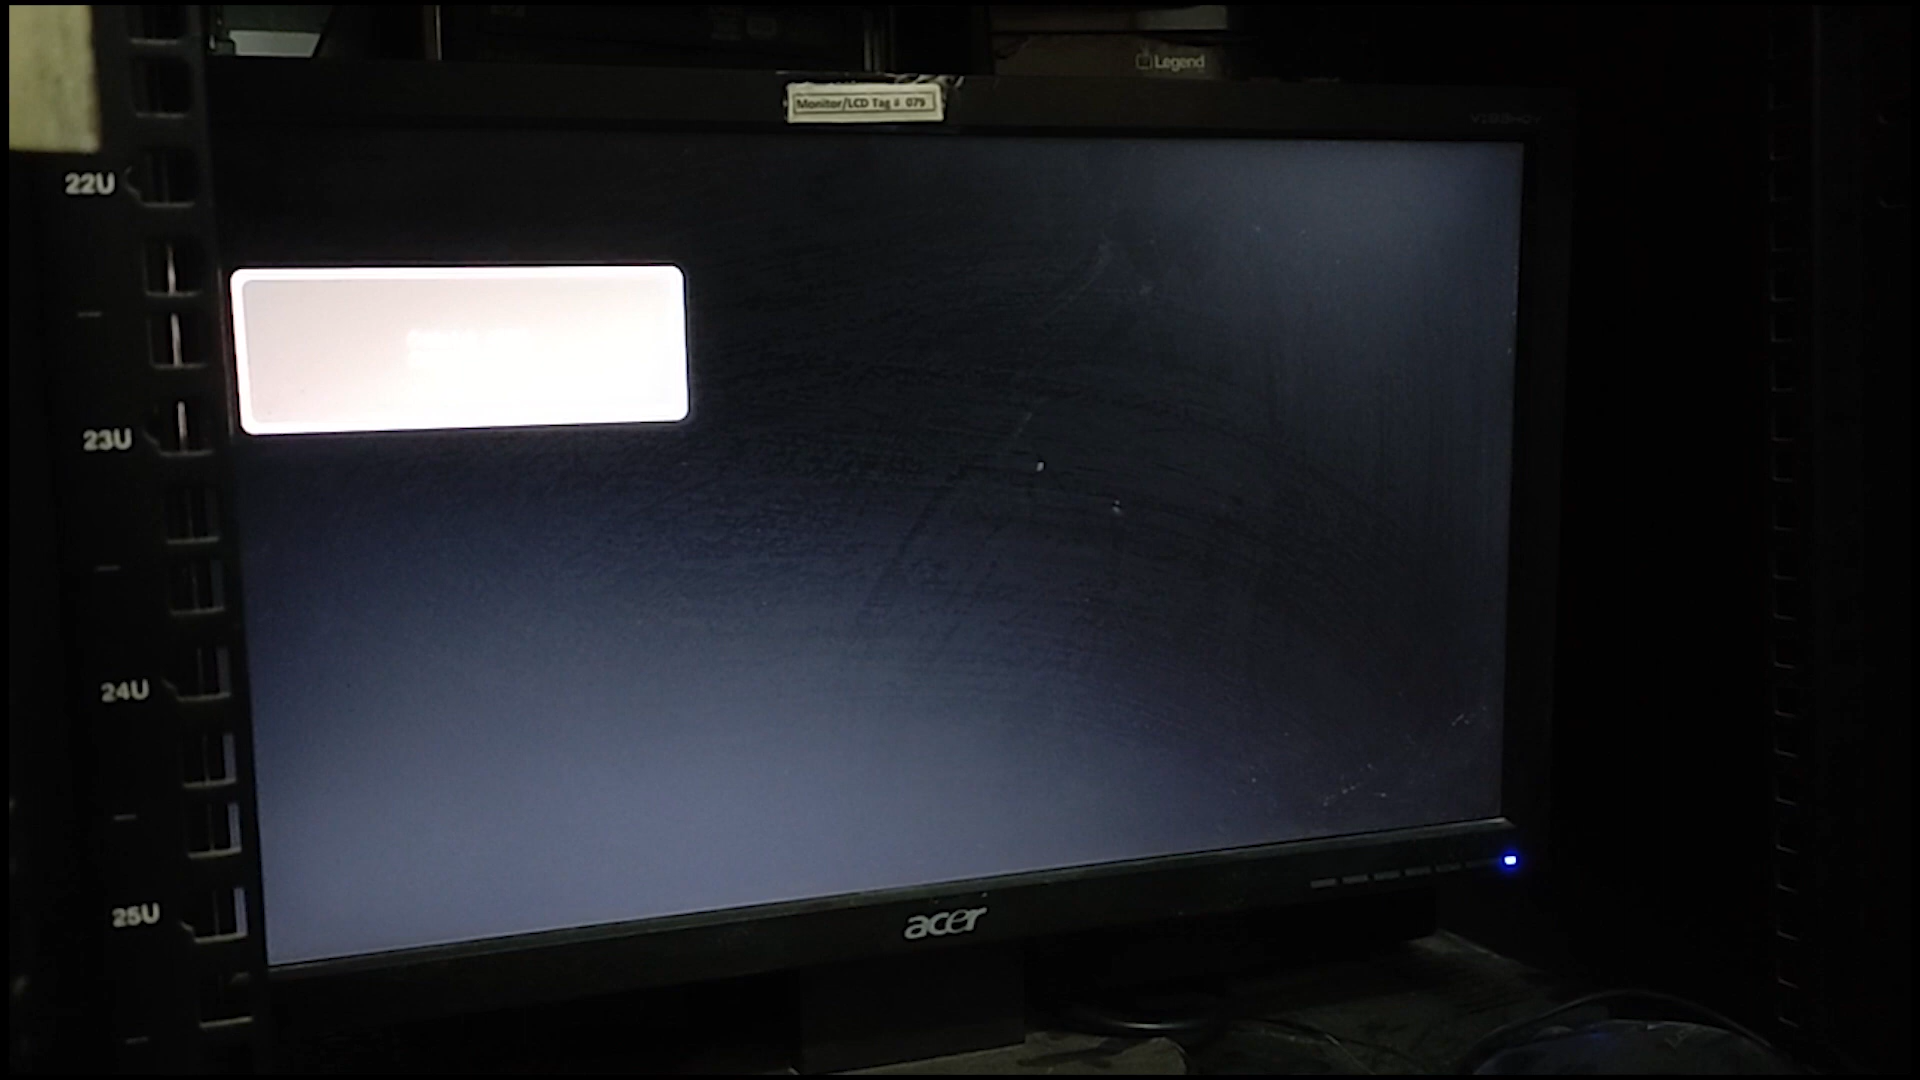 Legend
Monitor/LCD Tag # 079
22U
23U
24U
25U
acer